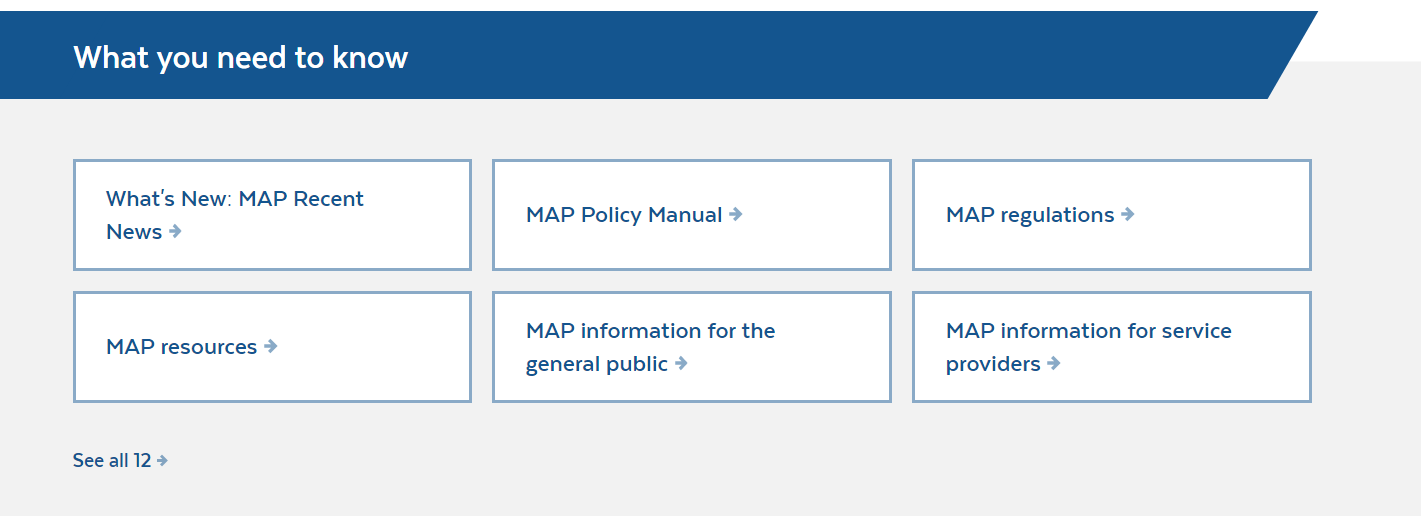 What you need to know
What's New: MAP Recent
News
MAP Policy Manual
MAP regulations
MAP resources
MAP information for the
general public
MAP information for service
providers
See all 12